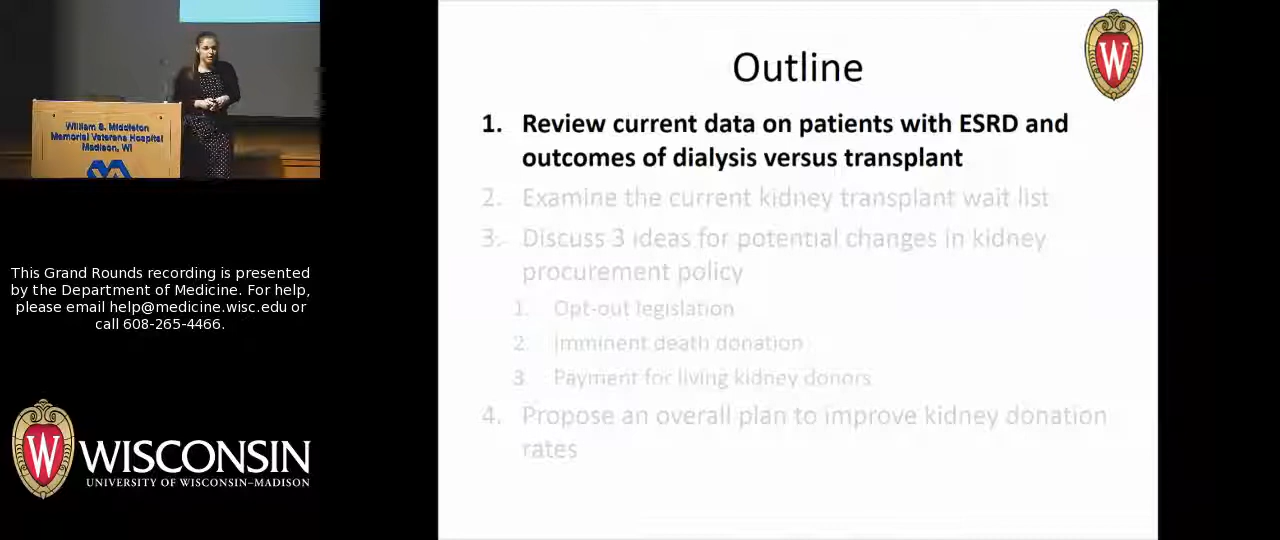 William S. Middleton
Memorial Veterans Hospital
Madison, WI
This Grand Rounds recording is presented
by the Department of Medicine. For help,
please email help@medicine.wisc.edu or
call 608-265-4466.
W
WISCONSIN
UNIVERSITY OF WISCONSIN–MADISON
Outline
W
1. Review current data on patients with ESRD and
outcomes of dialysis versus transplant
2. Examine the current kidney transplant wait list
3. Discuss 3 ideas for potential changes in kidney
procurement policy
1. Opt-out legislation
2. Imminent death donation
3. Payment for living kidney donors
4. Propose an overall plan to improve kidney donation
rates